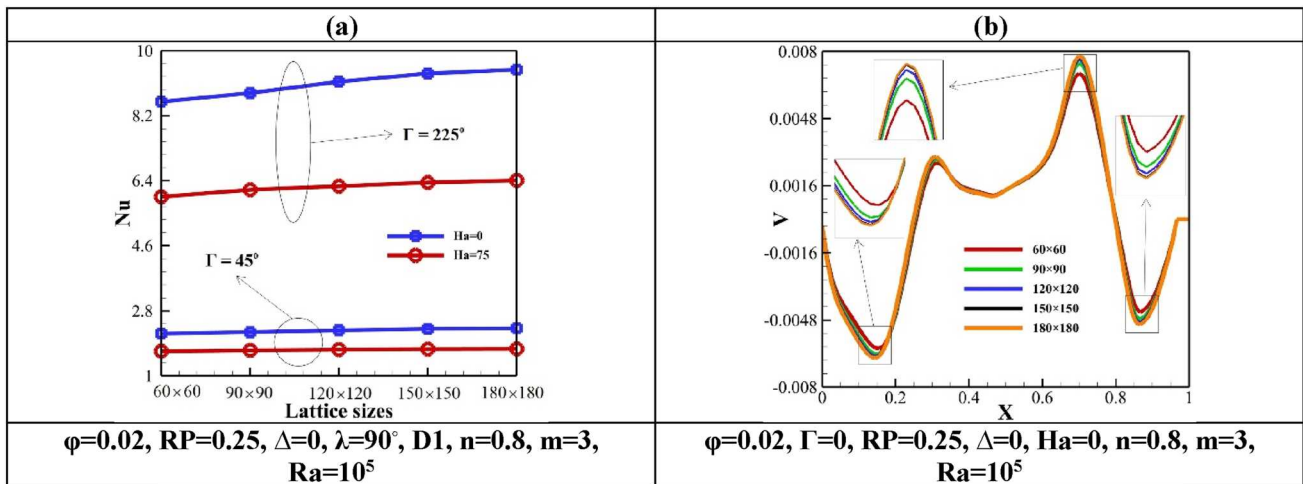 (a)
(b)
10
8.2
6.4
4.6
2.8
1
Nu
Γ = 225⁰
Ha=0
Ha=75
Γ = 45⁰
60×60
90×90
120×120
150×150
180×180
Lattice sizes
0.008
0.0048
0.0016
-0.0016
-0.0048
-0.008
V
60×60
90×90
120×120
150×150
180×180
0
0.2
0.4
0.6
0.8
1
X
φ=0.02, RP=0.25, Δ=0, λ=90°, D1, n=0.8, m=3,
Ra=10⁵
φ=0.02, Γ=0, RP=0.25, Δ=0, Ha=0, n=0.8, m=3,
Ra=10⁵